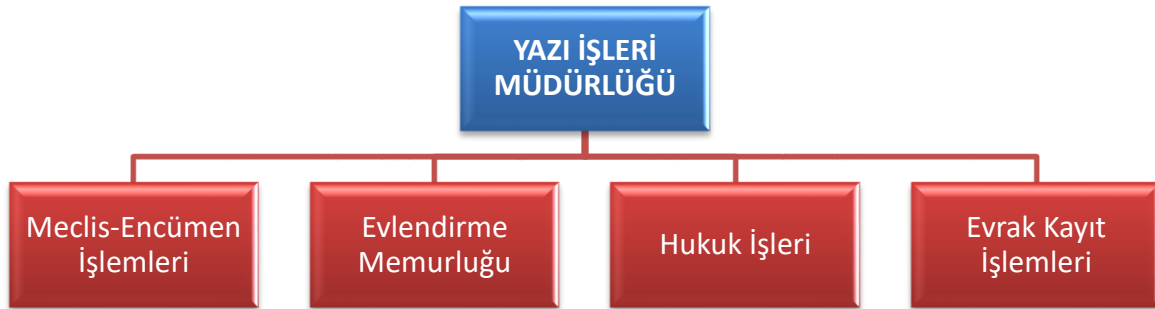 YAZI İŞLERİ
MÜDÜRLÜĞÜ
Meclis-Encümen
İşlemleri
Evlendirme
Memurluğu
Hukuk İşleri
Evrak Kayıt
İşlemleri